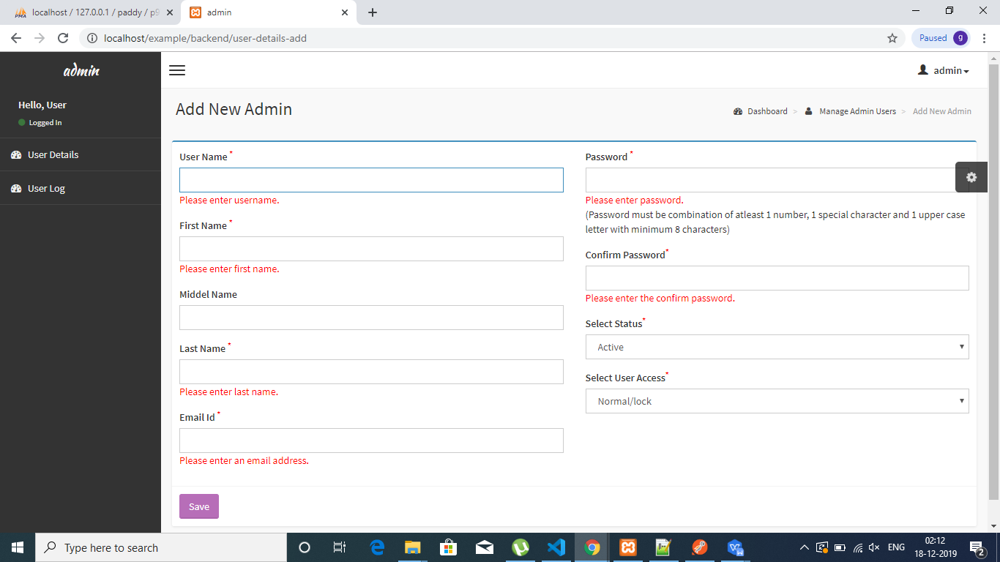 localhost / 127.0.0.1 / paddy / p9
admin
localhost/example/backend/user-details-add
Paused g
admin
admin
Hello, User
Logged In
User Details
User Log
Add New Admin
Dashboard > Manage Admin Users > Add New Admin
User Name *
Please enter username.
First Name *
Please enter first name.
Middel Name
Last Name *
Please enter last name.
Email Id *
Please enter an email address.
Password *
Please enter password.
(Password must be combination of atleast 1 number, 1 special character and 1 upper case
letter with minimum 8 characters)
Confirm Password*
Please enter the confirm password.
Select Status*
Active
Select User Access*
Normal/lock
Save
Type here to search
ENG
02:12
18-12-2019
2